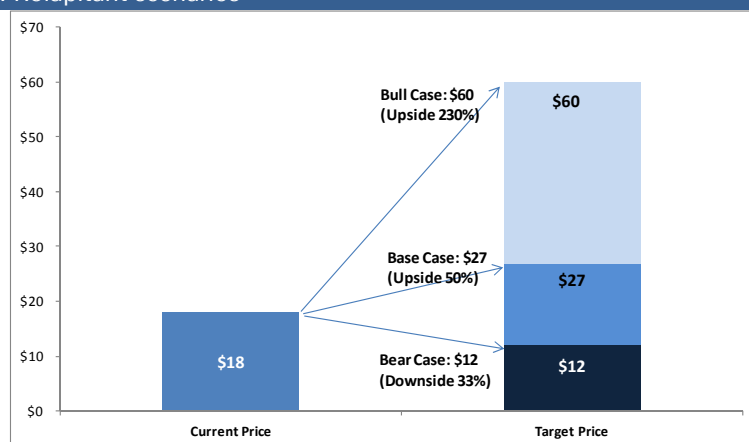 $70
$60
$50
$40
$30
$20
$10
$0
Bull Case: $60
(Upside 230%)
$60
Base Case: $27
(Upside 50%)
$27
$18
Bear Case: $12
(Downside 33%)
$12
Current Price
Target Price